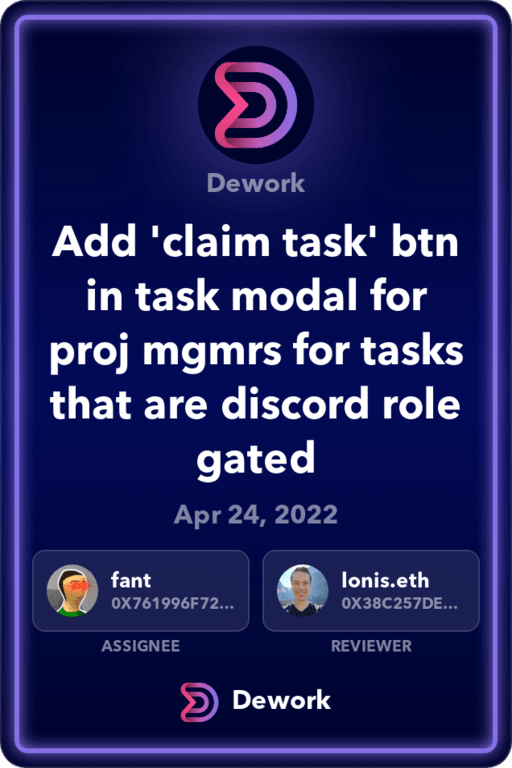 Dework
Add 'claim task' btn
in task modal for
proj mgmrs for tasks
that are discord role
gated
Apr 24, 2022
fant
0X761996F72...
lonis.eth
0X38C257DE...
ASSIGNEE
REVIEWER
Dework